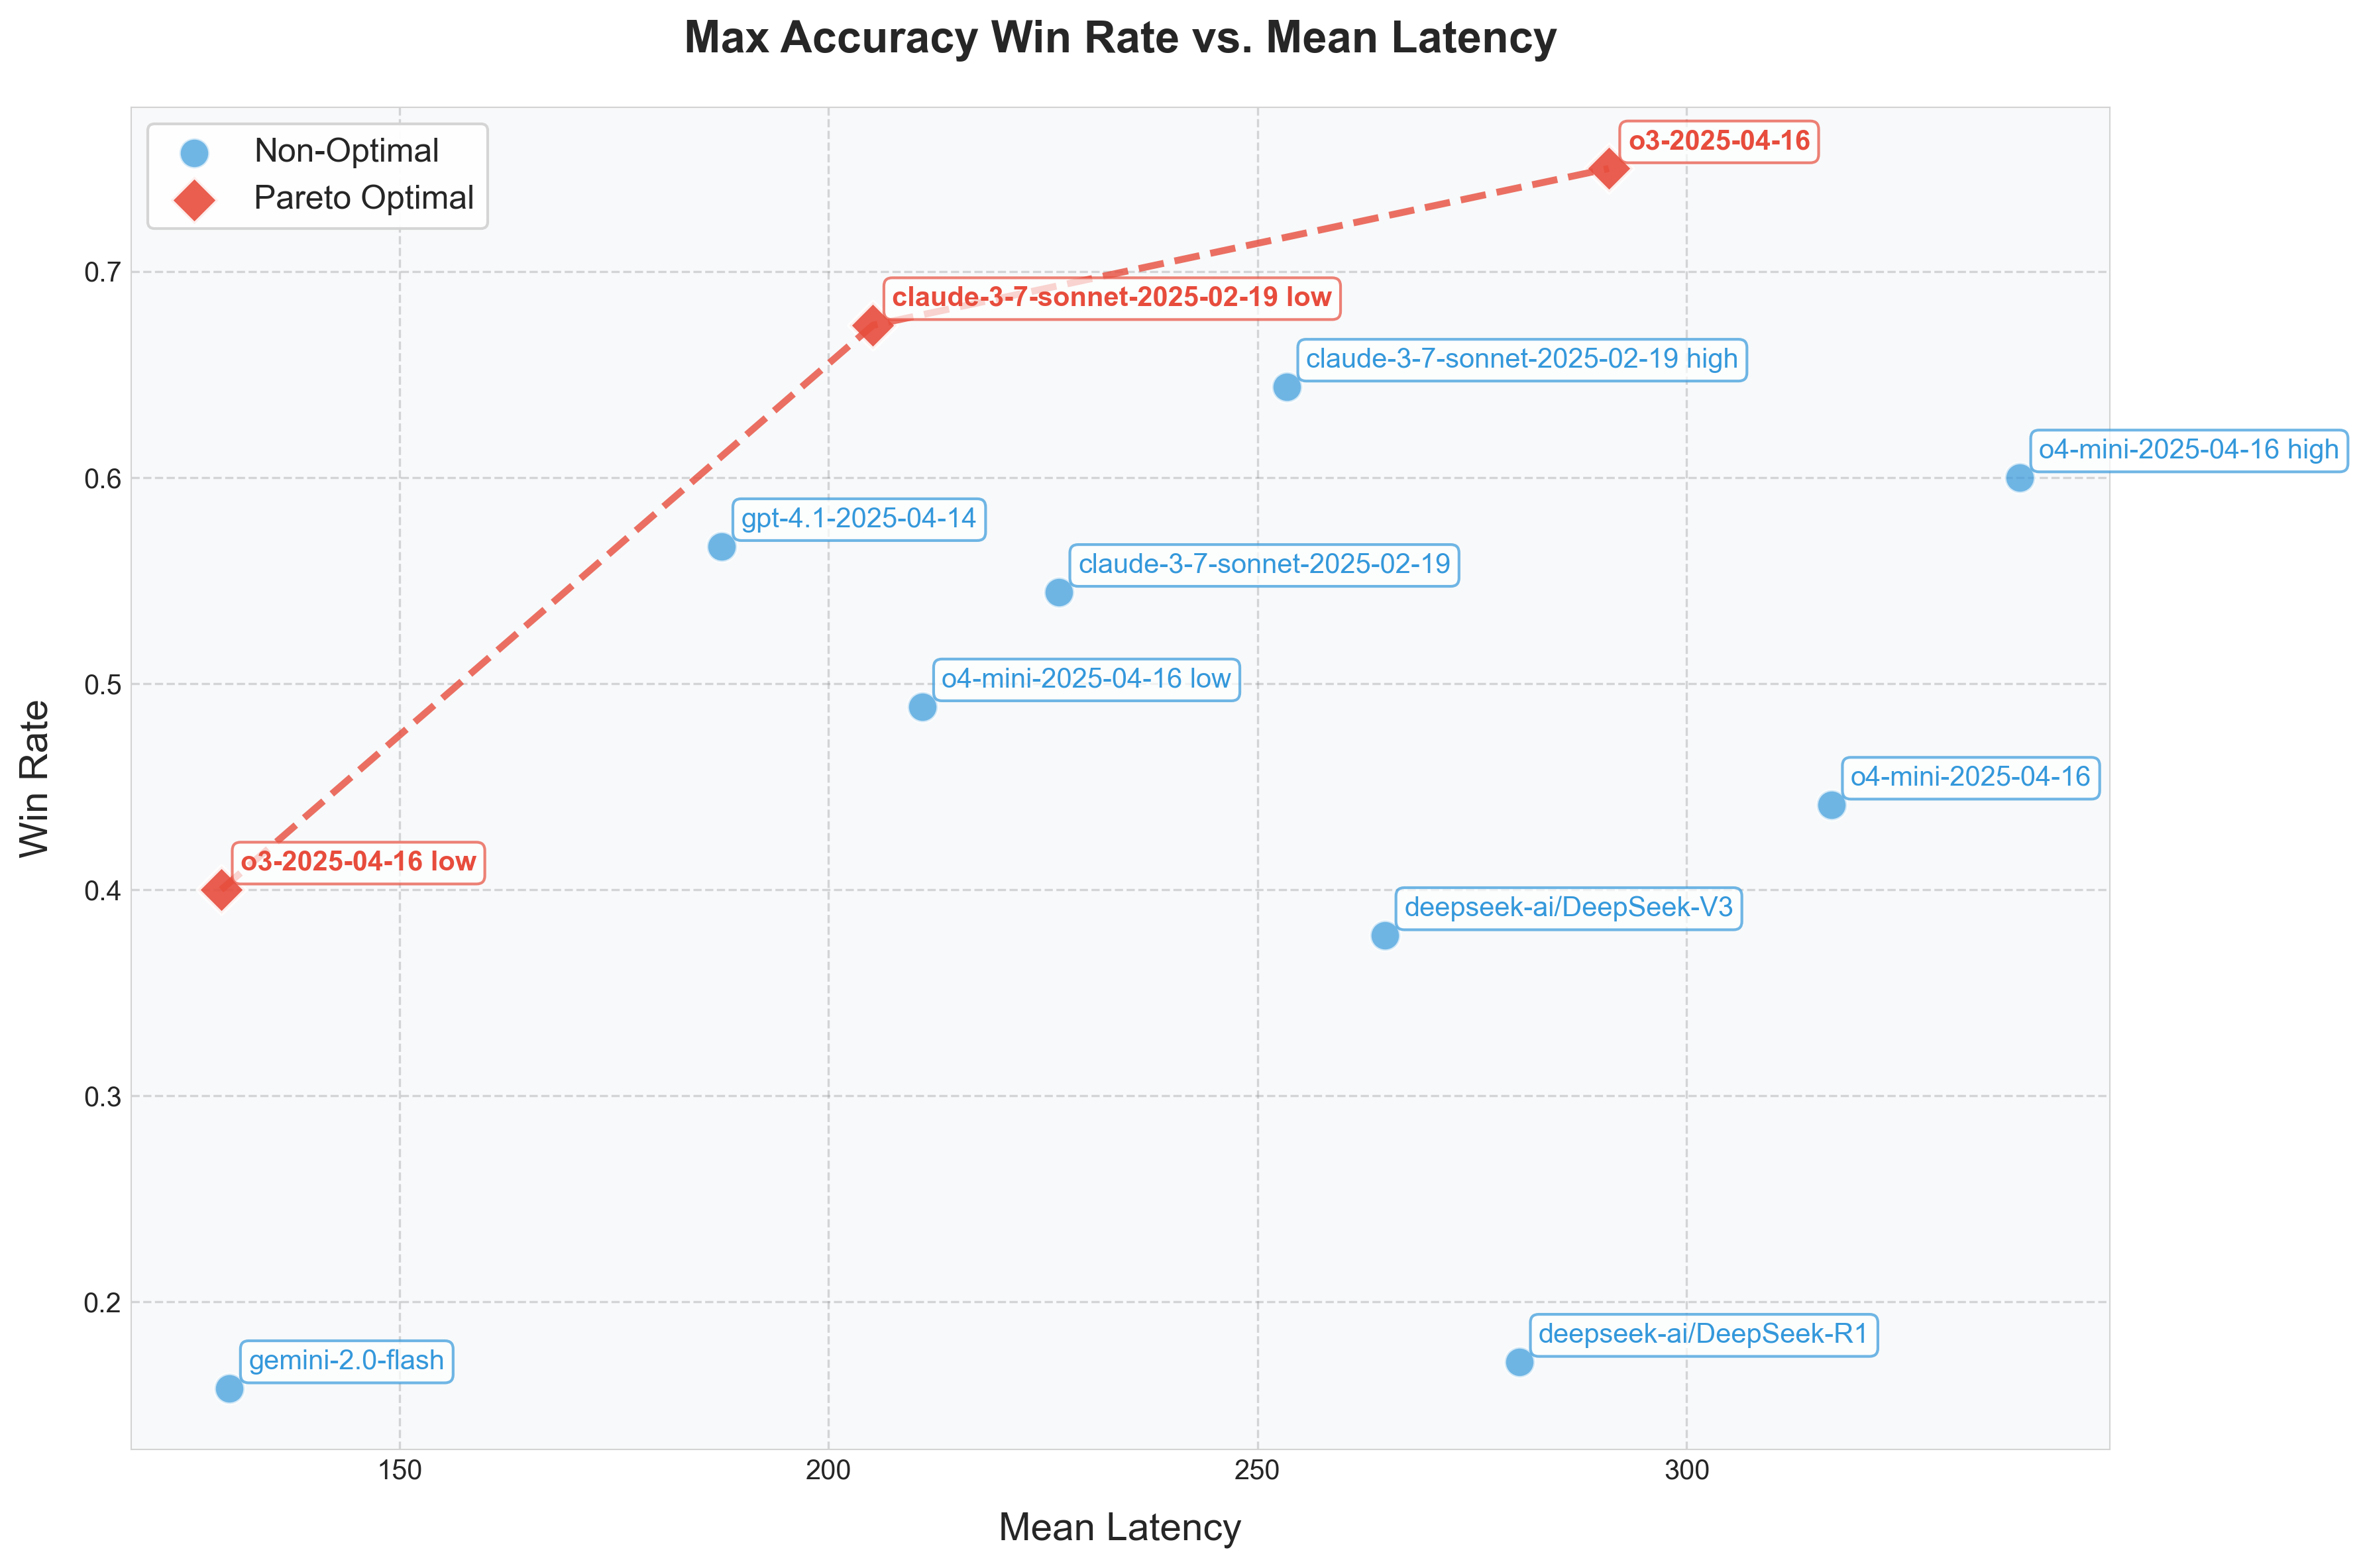 Max Accuracy Win Rate vs. Mean Latency
Non-Optimal
Pareto Optimal
o3-2025-04-16
0.7
claude-3-7-sonnet-2025-02-19 low
claude-3-7-sonnet-2025-02-19 high
o4-mini-2025-04-16 high
0.6
gpt-4.1-2025-04-14
claude-3-7-sonnet-2025-02-19
0.5
o4-mini-2025-04-16 low
Win Rate
o4-mini-2025-04-16
o3-2025-04-16 low
0.4
deepseek-ai/DeepSeek-V3
0.3
0.2
deepseek-ai/DeepSeek-R1
gemini-2.0-flash
150 200 250 300
Mean Latency